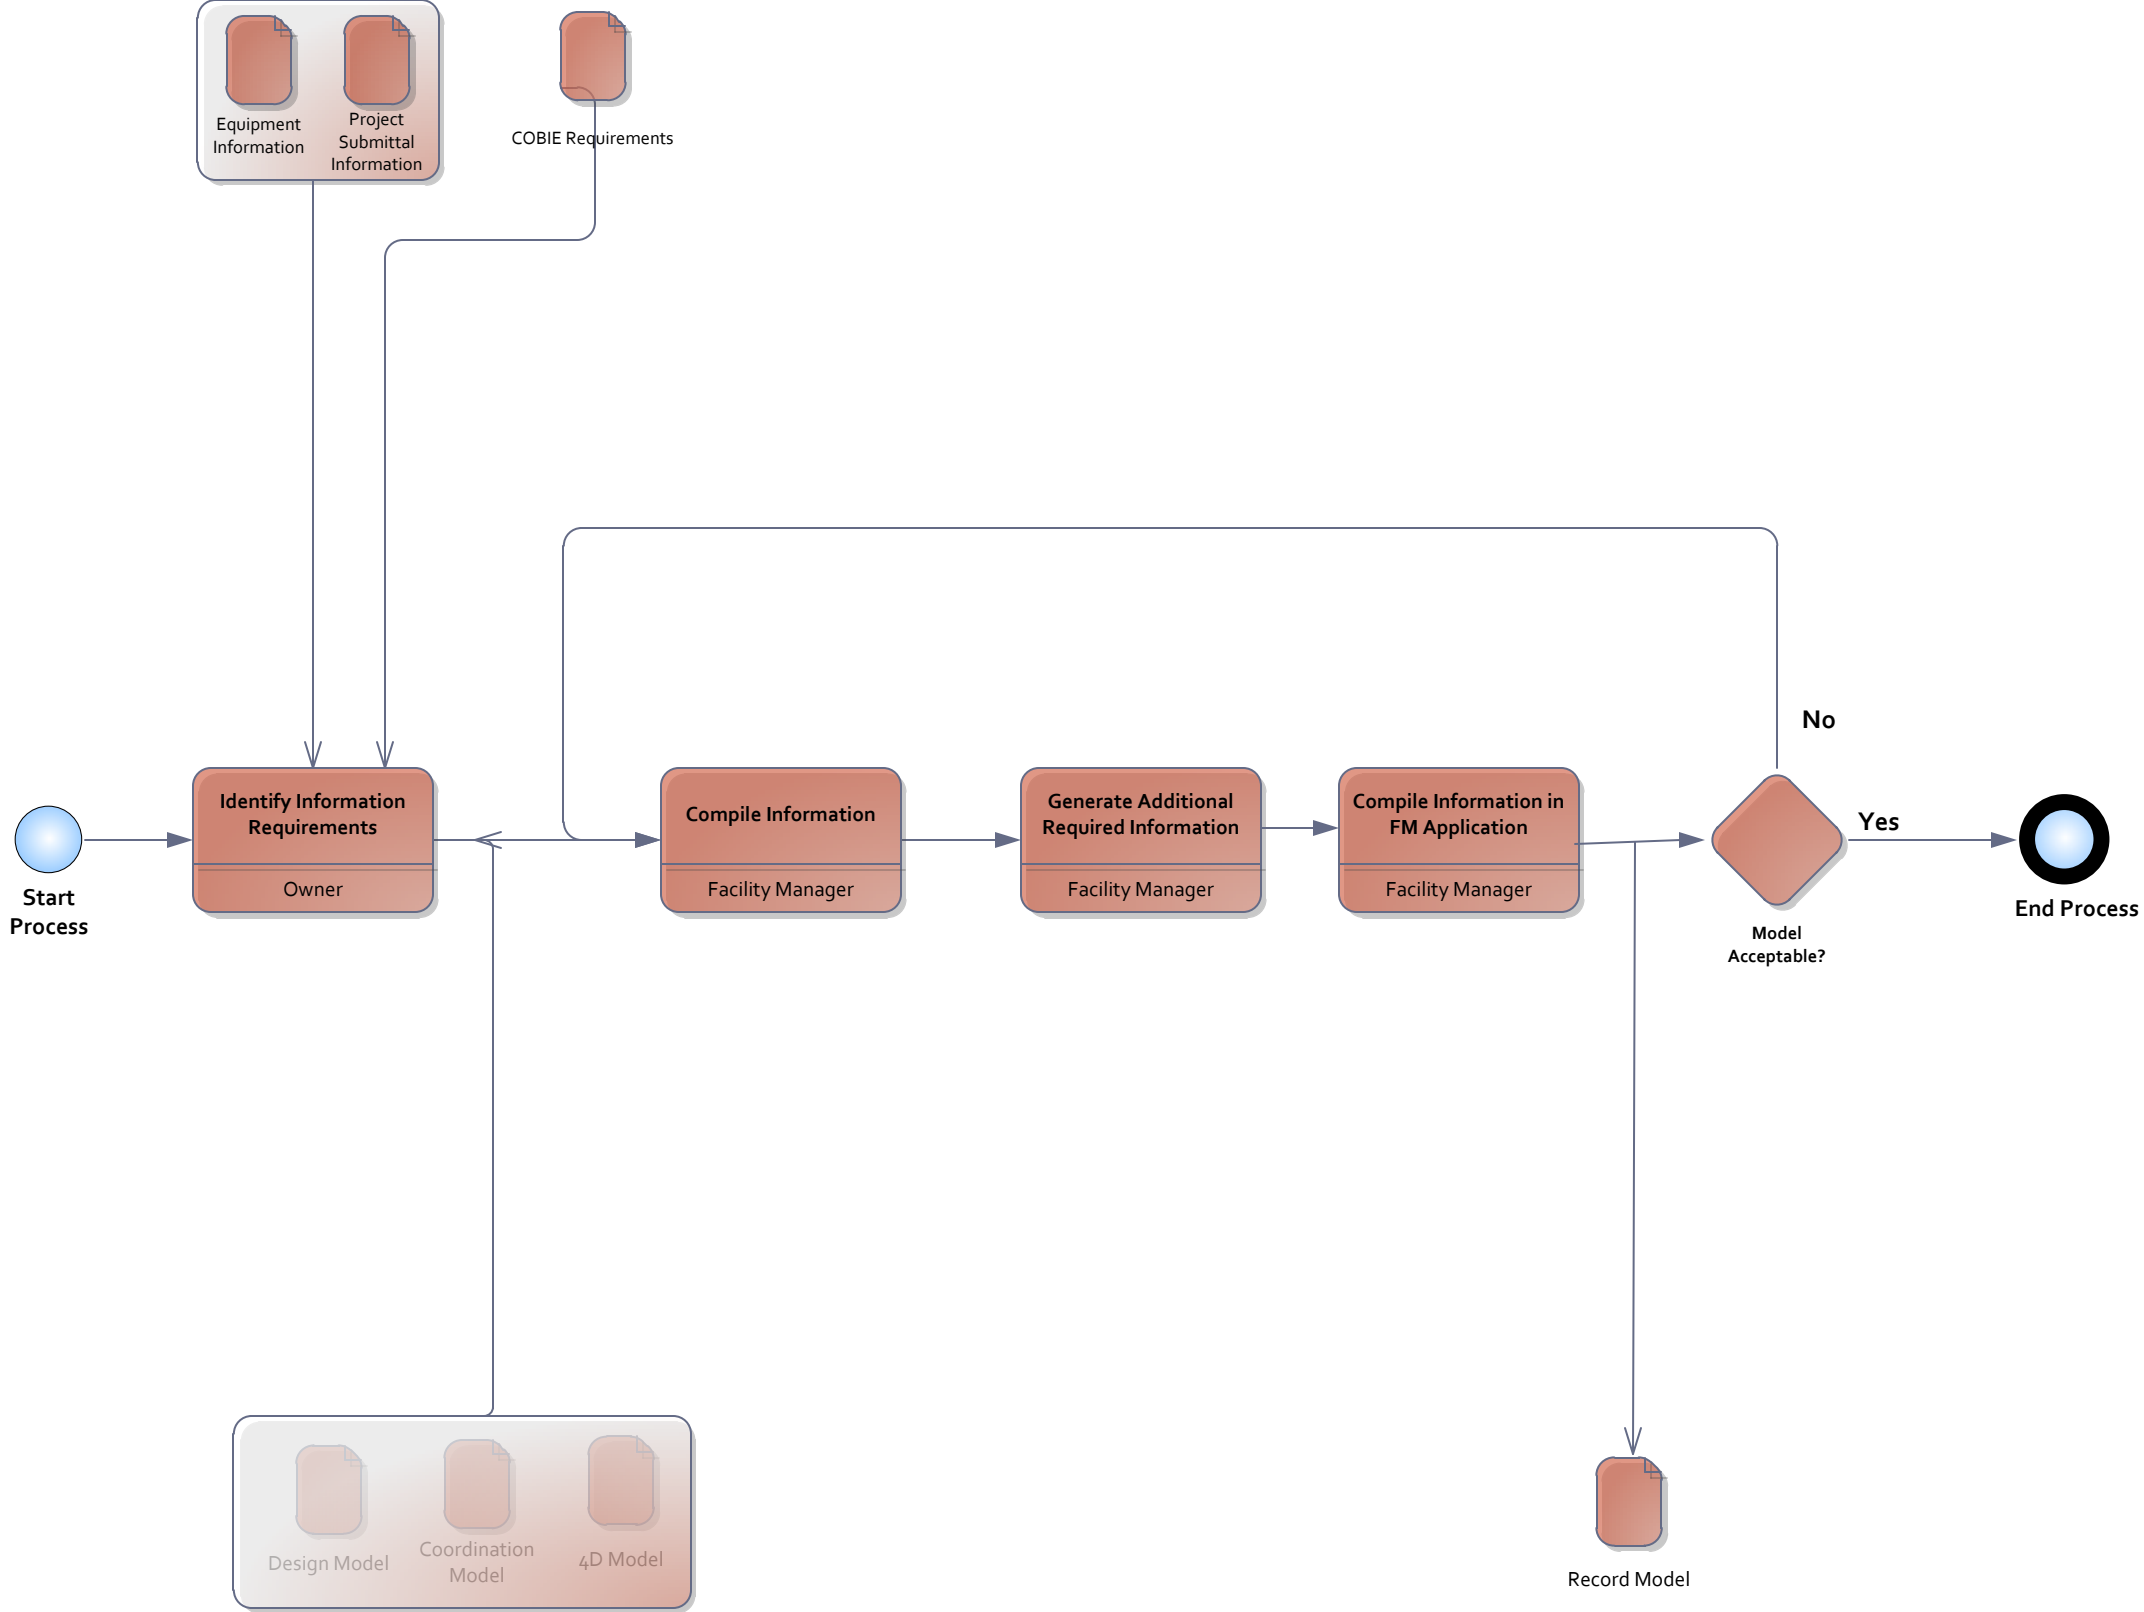 Equipment
Information
Project
Submittal
Information
COBIE Requirements
No
Identify Information
Requirements
Owner
Compile Information
Facility Manager
Generate Additional
Required Information
Facility Manager
Compile Information in
FM Application
Facility Manager
Yes
Start
Process
End Process
Model
Acceptable?
Design Model
Coordination
Model
4D Model
Record Model